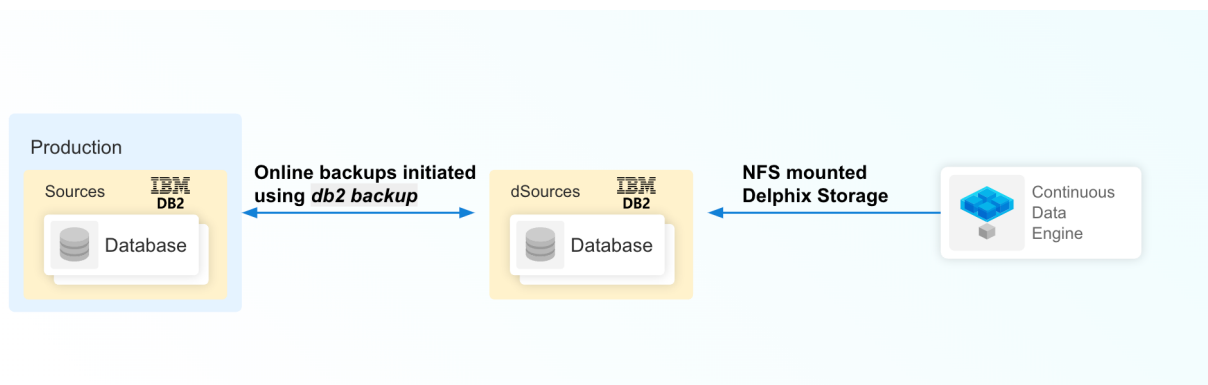 Production
Sources
IBM
DB2
Database
Online backups initiated
using db2 backup
dSources
IBM
DB2
Database
NFS mounted
Delphix Storage
Continuous
Data
Engine